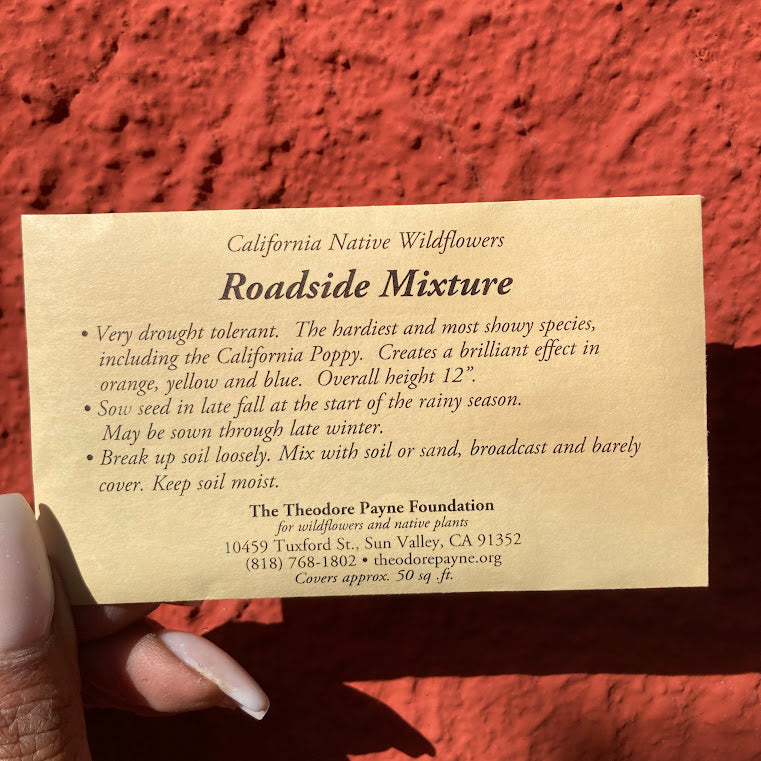 California Native Wildflowers
Roadside Mixture
• Very drought tolerant. The hardiest and most showy species,
including the California Poppy. Creates a brilliant effect in
orange, yellow and blue. Overall height 12”.
• Sow seed in late fall at the start of the rainy season.
May be sown through late winter.
• Break up soil loosely. Mix with soil or sand, broadcast and barely
cover. Keep soil moist.
The Theodore Payne Foundation
for wildflowers and native plants
10459 Tuxford St., Sun Valley, CA 91352
(818) 768-1802 • theodorepayne.org
Covers approx. 50 sq .ft.